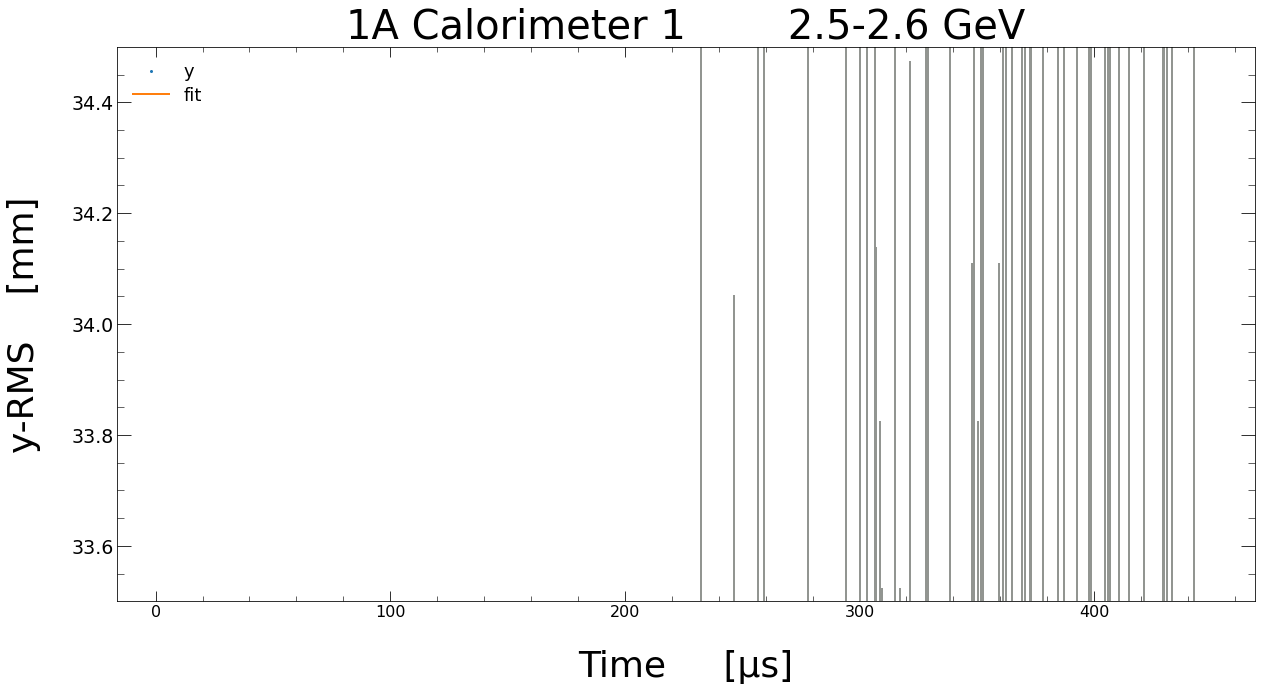 1A Calorimeter 1 2.5-2.6 GeV
y
fit
34.4
34.2
34.0
33.8
33.6
y-RMS [mm]
0 100 200 300 400
Time [μs]